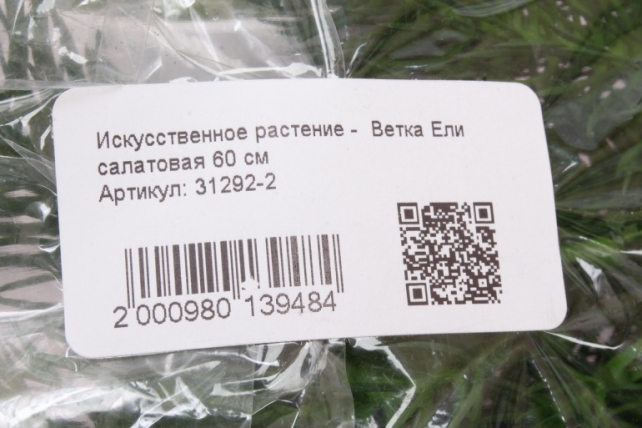 Искусственное растение - Ветка Ели
салатовая 60 см
Артикул: 31292-2
2 000980 139484